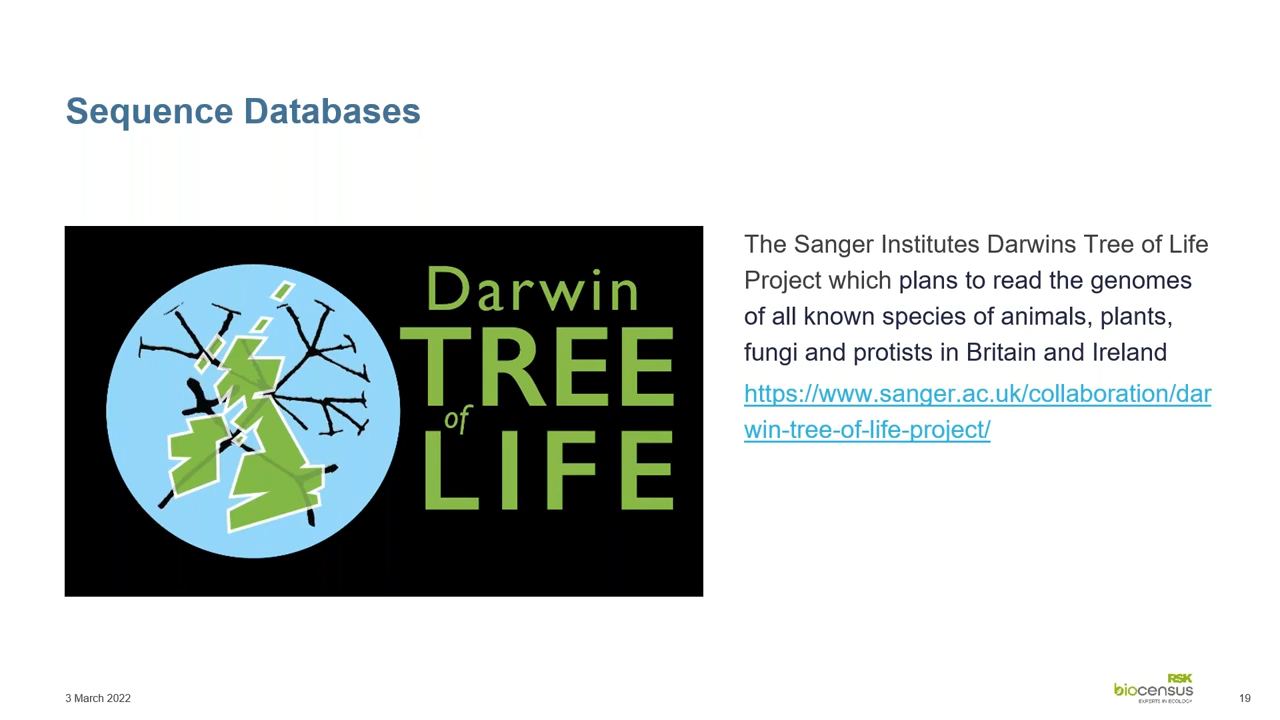 Sequence Databases
Darwin
TREE
of
LIFE
The Sanger Institutes Darwins Tree of Life
Project which plans to read the genomes
of all known species of animals, plants,
fungi and protists in Britain and Ireland
https://www.sanger.ac.uk/collaboration/dar
win-tree-of-life-project/
3 March 2022
RSK
biocensus
EXPERTS IN ECOLOGY
19